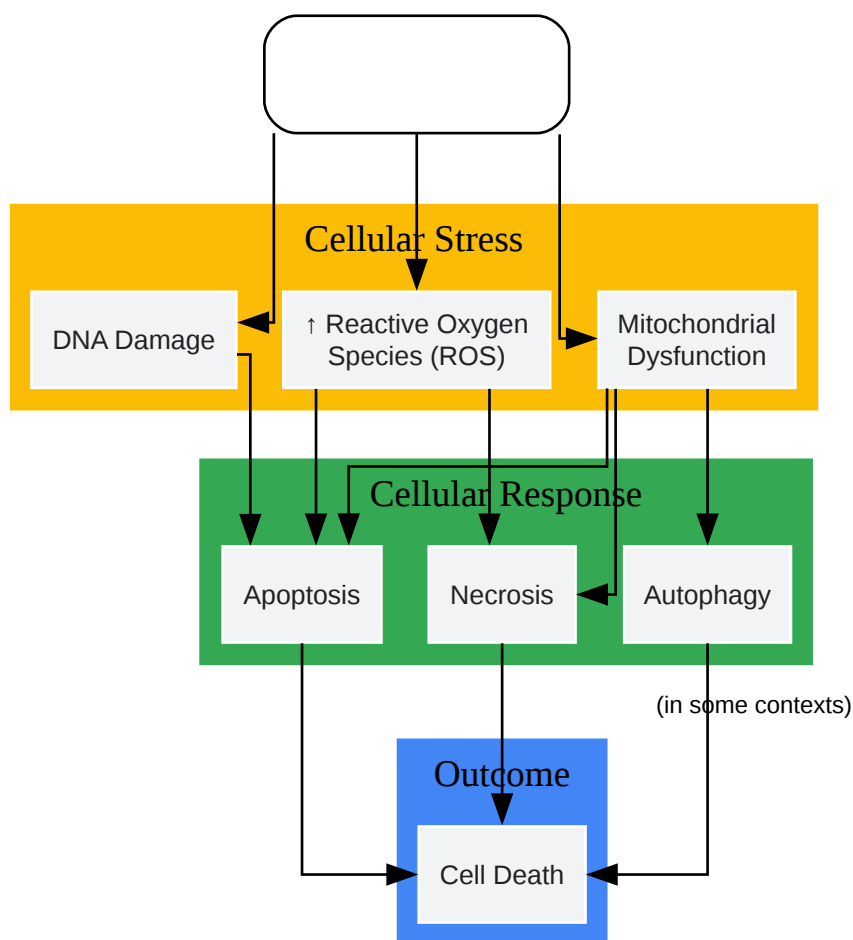 Cellular Stress
DNA Damage
↑ Reactive Oxygen
Species (ROS)
Mitochondrial
Dysfunction
Cellular Response
Apoptosis
Necrosis
Autophagy
(in some contexts)
Outcome
Cell Death